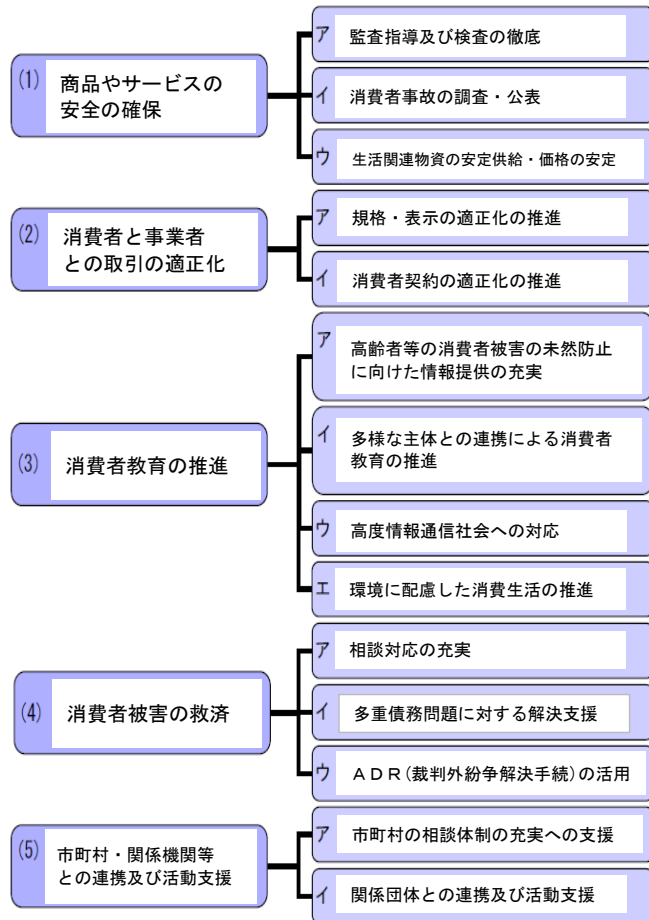 (1) 商品やサービスの
安全の確保
ア 監査指導及び検査の徹底
イ 消費者事故の調査・公表
ウ 生活関連物資の安定供給・価格の安定
(2) 消費者と事業者
との取引の適正化
ア 規格・表示の適正化の推進
イ 消費者契約の適正化の推進
(3) 消費者教育の推進
ア 高齢者等の消費者被害の未然防止
に向けた情報提供の充実
イ 多様な主体との連携による消費者
教育の推進
ウ 高度情報通信社会への対応
エ 環境に配慮した消費生活の推進
(4) 消費者被害の救済
ア 相談対応の充実
イ 多重債務問題に対する解決支援
ウ ADR(裁判外紛争解決手続)の活用
(5) 市町村・関係機関等
との連携及び活動支援
ア 市町村の相談体制の充実への支援
イ 関係団体との連携及び活動支援